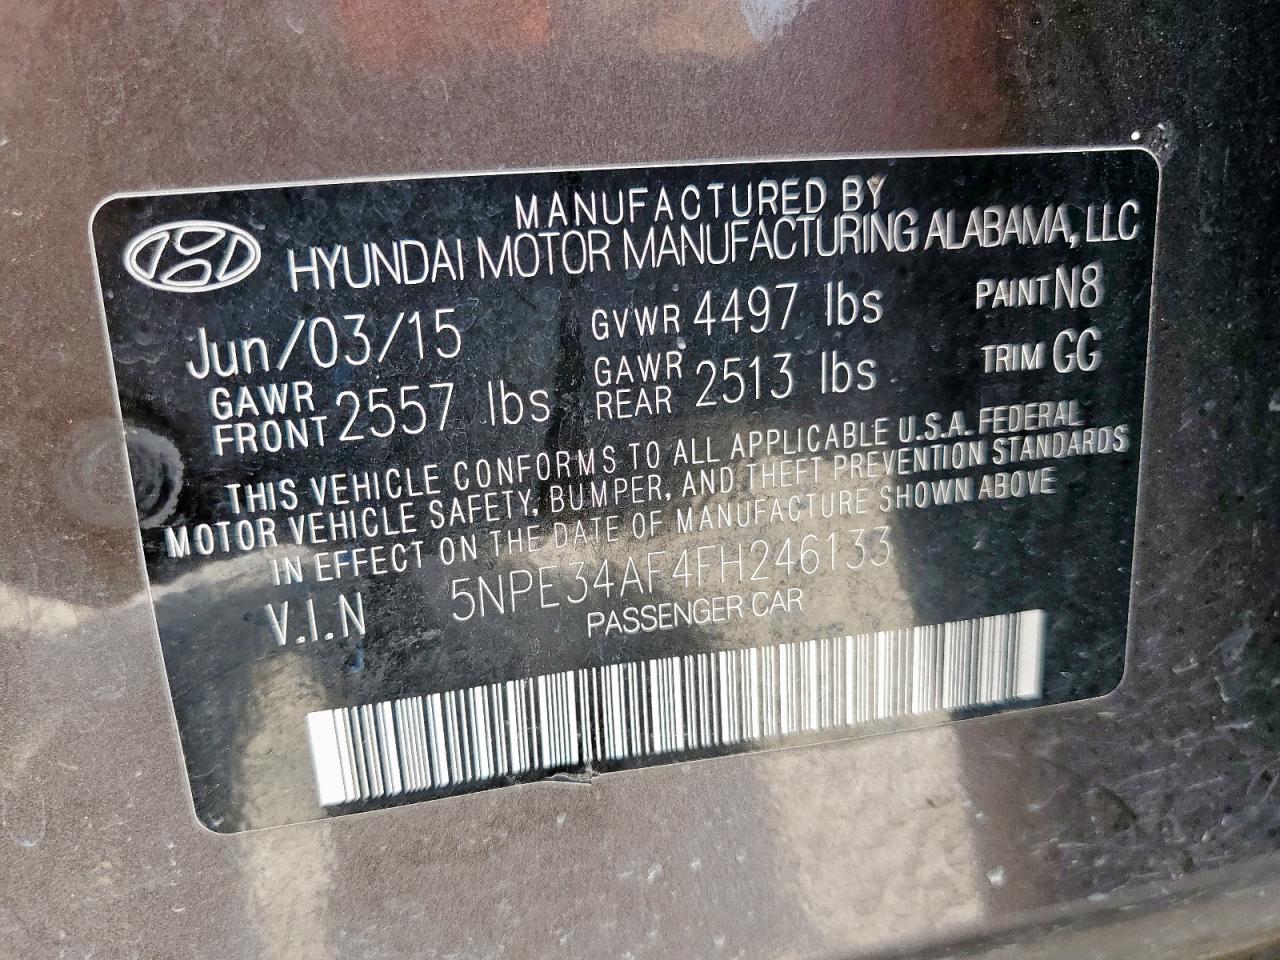 MANUFACTURED BY
HYUNDAI MOTOR MANUFACTURING ALABAMA, LLC
Jun/03/15 GVWR 4497 lbs PAINT N8
GAWR FRONT 2557 lbs GAWR REAR 2513 lbs TRIM GG
THIS VEHICLE CONFORMS TO ALL APPLICABLE U.S.A. FEDERAL
MOTOR VEHICLE SAFETY, BUMPER, AND THEFT PREVENTION STANDARDS
IN EFFECT ON THE DATE OF MANUFACTURE SHOWN ABOVE
V.I.N 5NPE34AF4FH246133
PASSENGER CAR